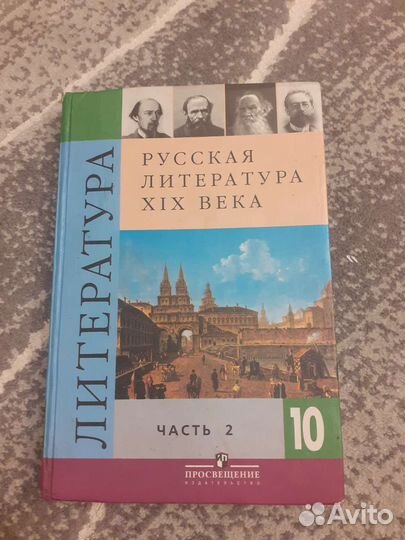 РУССКАЯ
ЛИТЕРАТУРА
XIX ВЕКА
ЛИТЕРАТУРА
ЧАСТЬ 2
10
ПРОСВЕЩЕНИЕ
ИЗДАТЕЛЬСТВО
Avito